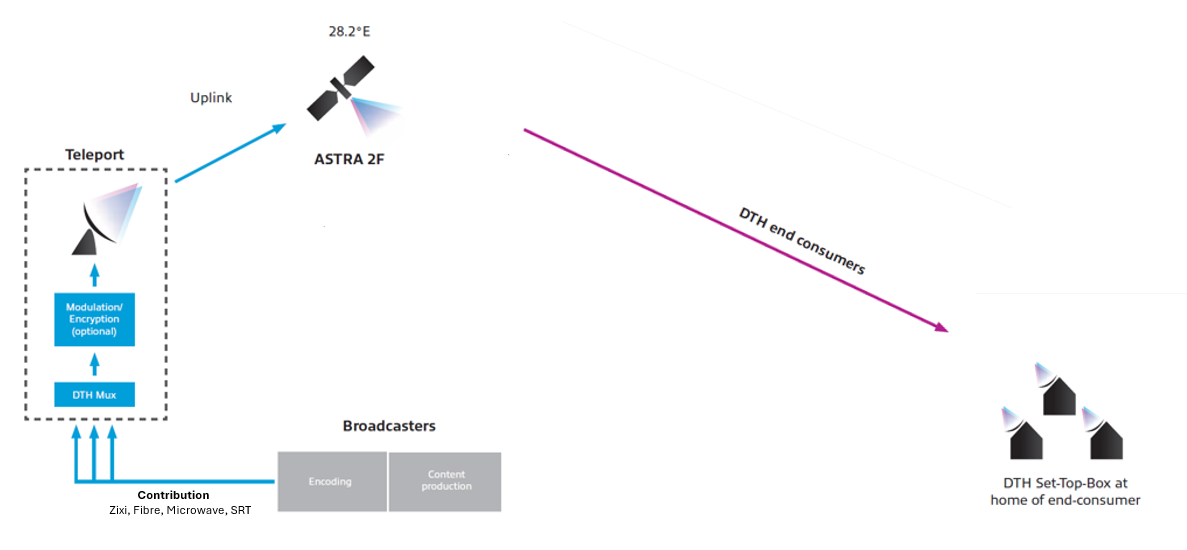 28.2°E
Uplink
ASTRA 2F
Teleport
Modulation/
Encryption
(optional)
DTH Mux
DTH end consumers
Broadcasters
Encoding
Content
production
Contribution
Zixi, Fibre, Microwave, SRT
DTH Set-Top-Box at
home of end-consumer